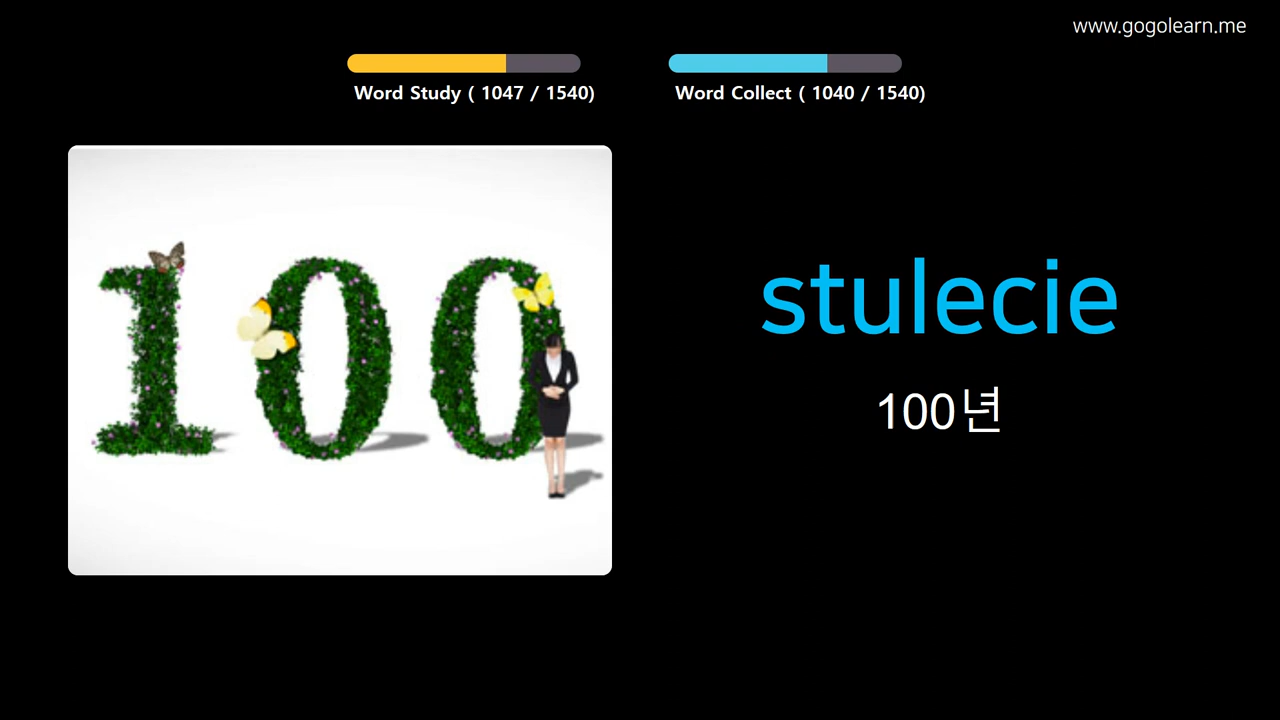 www.gogolearn.me
Word Study ( 1047 / 1540)
Word Collect ( 1040 / 1540)
100
stulecie
100년